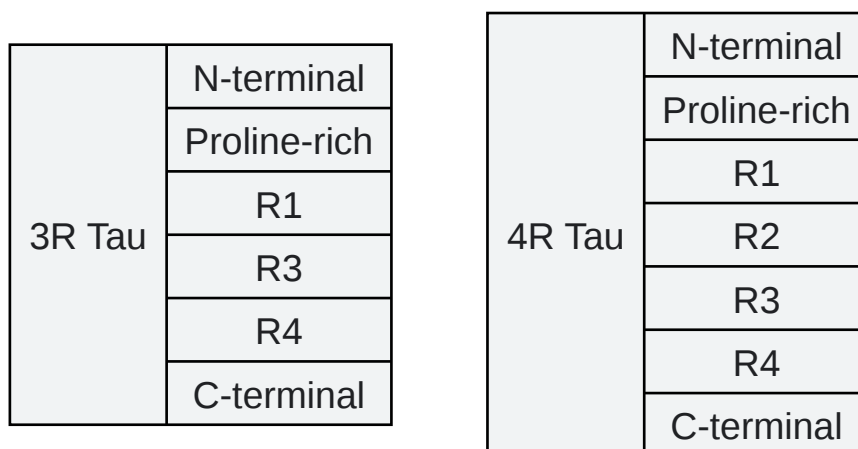 3R Tau
N-terminal
Proline-rich
R1
R3
R4
C-terminal
4R Tau
N-terminal
Proline-rich
R1
R2
R3
R4
C-terminal